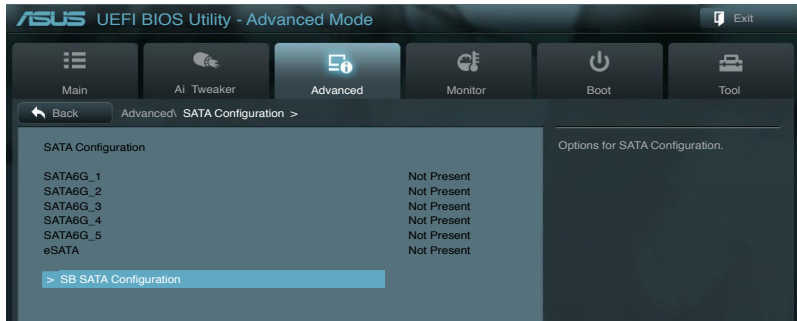 ASUS UEFI BIOS Utility - Advanced Mode
Exit
Main
Ai Tweaker
Advanced
Monitor
Boot
Tool
Back
Advanced\ SATA Configuration >
SATA Configuration
SATA6G_1 Not Present
SATA6G_2 Not Present
SATA6G_3 Not Present
SATA6G_4 Not Present
SATA6G_5 Not Present
eSATA Not Present
> SB SATA Configuration
Options for SATA Configuration.